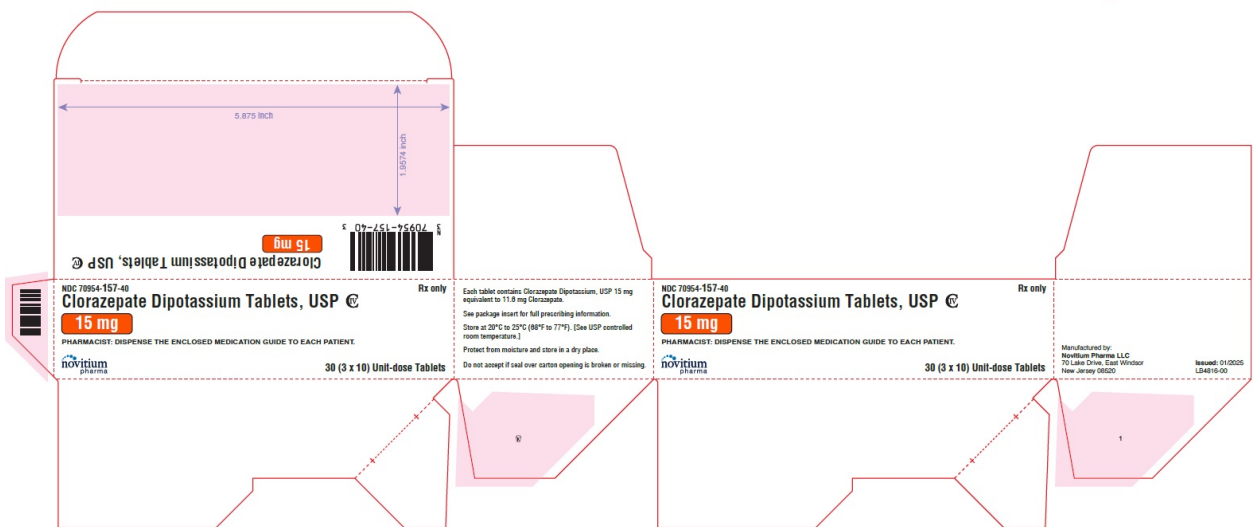 5.875 inch
1.9574 inch
N
3 70954-157-40 3
15 mg
Clorazepate Dipotassium Tablets, USP CIV
NDC 70954-157-40
Rx only
Clorazepate Dipotassium Tablets, USP CIV
15 mg
PHARMACIST: DISPENSE THE ENCLOSED MEDICATION GUIDE TO EACH PATIENT.
novitium
pharma
30 (3 x 10) Unit-dose Tablets
Each tablet contains Clorazepate Dipotassium, USP 15 mg
equivalent to 11.6 mg Clorazepate.
See package insert for full prescribing information.
Store at 20°C to 25°C (68°F to 77°F). [See USP controlled
room temperature.]
Protect from moisture and store in a dry place.
Do not accept if seal over carton opening is broken or missing.
NDC 70954-157-40
Rx only
Clorazepate Dipotassium Tablets, USP CIV
15 mg
PHARMACIST: DISPENSE THE ENCLOSED MEDICATION GUIDE TO EACH PATIENT.
novitium
pharma
30 (3 x 10) Unit-dose Tablets
Manufactured by:
Novitium Pharma LLC
70 Lake Drive, East Windsor
New Jersey 08520
Issued: 01/2025
LB4816-00
1